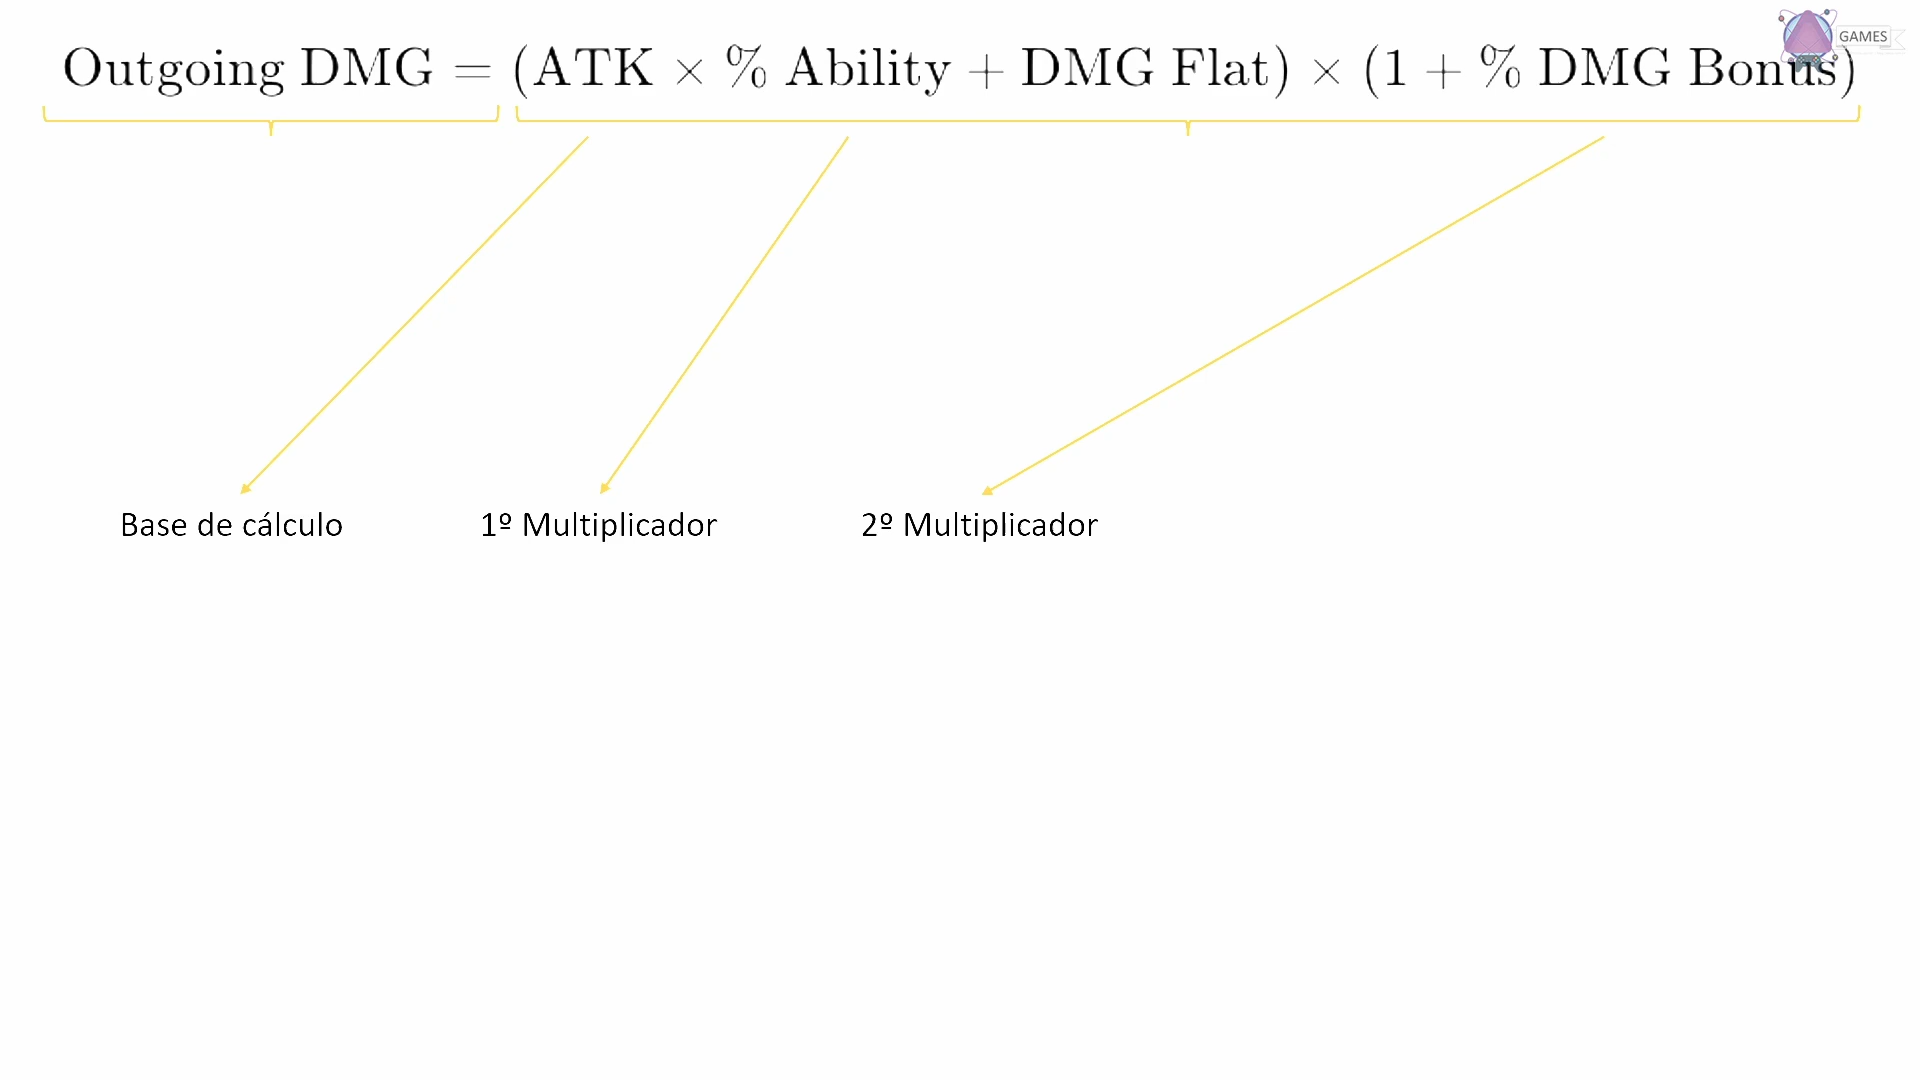 Outgoing DMG = (ATK × % Ability + DMG Flat) × (1 + % DMG Bonus)
GAMES
Base de cálculo
1º Multiplicador
2º Multiplicador